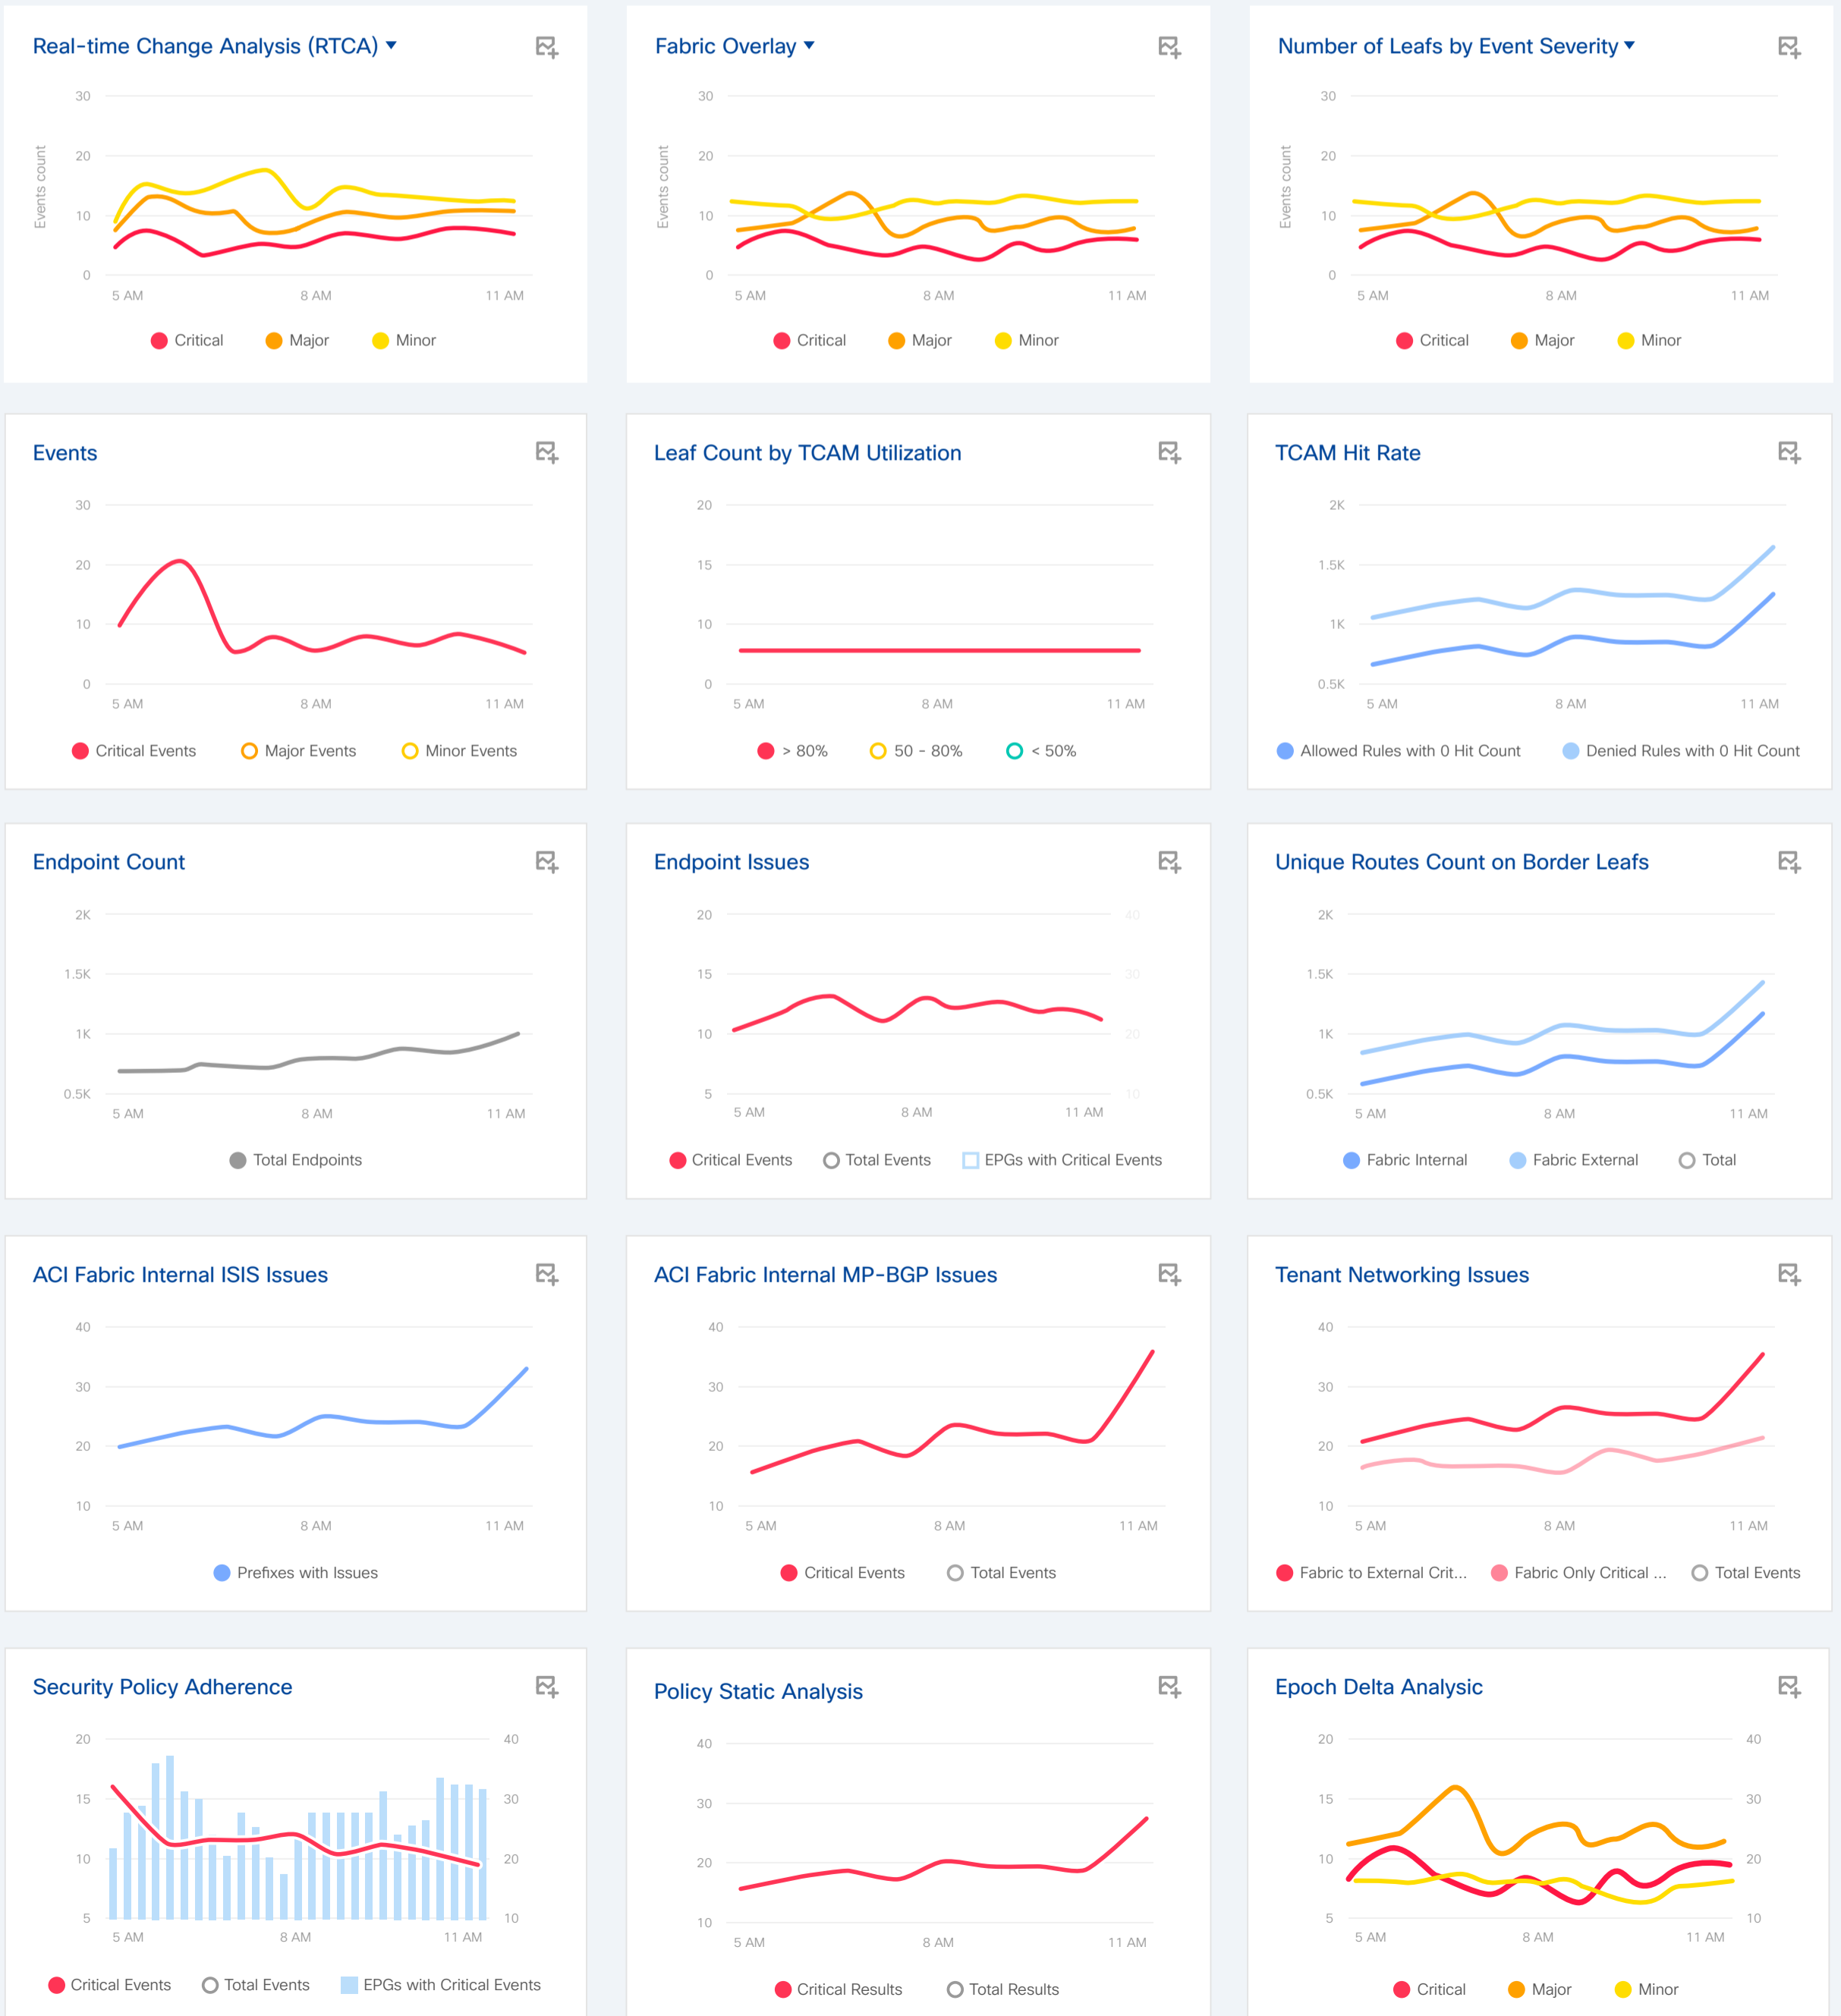 Real-time Change Analysis (RTCA)
30
20
10
0
Events count
5 AM 8 AM 11 AM
Critical Major Minor
Fabric Overlay
30
20
10
0
Events count
5 AM 8 AM 11 AM
Critical Major Minor
Number of Leafs by Event Severity
30
20
10
0
Events count
5 AM 8 AM 11 AM
Critical Major Minor
Events
30
20
10
0
5 AM 8 AM 11 AM
Critical Events Major Events Minor Events
Leaf Count by TCAM Utilization
20
15
10
0
5 AM 8 AM 11 AM
> 80% 50 - 80% < 50%
TCAM Hit Rate
2K
1.5K
1K
0.5K
5 AM 8 AM 11 AM
Allowed Rules with 0 Hit Count Denied Rules with 0 Hit Count
Endpoint Count
2K
1.5K
1K
0.5K
5 AM 8 AM 11 AM
Total Endpoints
Endpoint Issues
20 40
15 30
10 20
5 10
5 AM 8 AM 11 AM
Critical Events Total Events EPGs with Critical Events
Unique Routes Count on Border Leafs
2K
1.5K
1K
0.5K
5 AM 8 AM 11 AM
Fabric Internal Fabric External Total
ACI Fabric Internal ISIS Issues
40
30
20
10
5 AM 8 AM 11 AM
Prefixes with Issues
ACI Fabric Internal MP-BGP Issues
40
30
20
10
5 AM 8 AM 11 AM
Critical Events Total Events
Tenant Networking Issues
40
30
20
10
5 AM 8 AM 11 AM
Fabric to External Crit... Fabric Only Critical ... Total Events
Security Policy Adherence
20 40
15 30
10 20
5 10
5 AM 8 AM 11 AM
Critical Events Total Events EPGs with Critical Events
Policy Static Analysis
40
30
20
10
5 AM 8 AM 11 AM
Critical Results Total Results
Epoch Delta Analysic
20 40
15 30
10 20
5 10
5 AM 8 AM 11 AM
Critical Major Minor